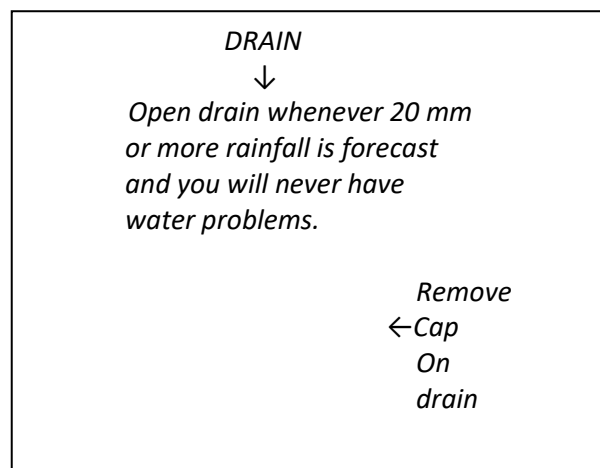 DRAIN
↓
Open drain whenever 20 mm
or more rainfall is forecast
and you will never have
water problems.
Remove
←Cap
On
drain